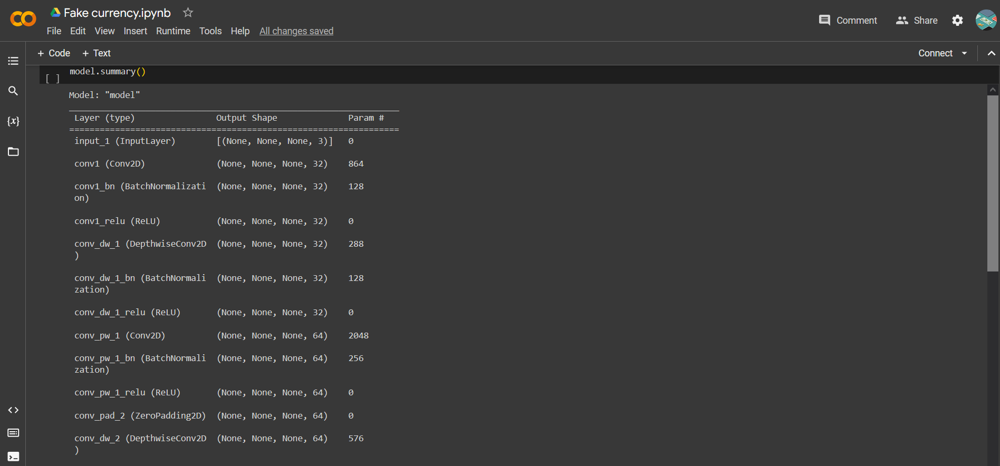 Fake currency.ipynb
File Edit View Insert Runtime Tools Help All changes saved
Comment Share
+ Code + Text
Connect
model.summary()
[ ]
Model: "model"
Layer (type) Output Shape Param #
=================================================================
input_1 (InputLayer) [(None, None, None, 3)] 0
conv1 (Conv2D) (None, None, None, 32) 864
conv1_bn (BatchNormalizati (None, None, None, 32) 128
on)
conv1_relu (ReLU) (None, None, None, 32) 0
conv_dw_1 (DepthwiseConv2D (None, None, None, 32) 288
)
conv_dw_1_bn (BatchNormali (None, None, None, 32) 128
zation)
conv_dw_1_relu (ReLU) (None, None, None, 32) 0
conv_pw_1 (Conv2D) (None, None, None, 64) 2048
conv_pw_1_bn (BatchNormali (None, None, None, 64) 256
zation)
conv_pw_1_relu (ReLU) (None, None, None, 64) 0
conv_pad_2 (ZeroPadding2D) (None, None, None, 64) 0
conv_dw_2 (DepthwiseConv2D (None, None, None, 64) 576
)